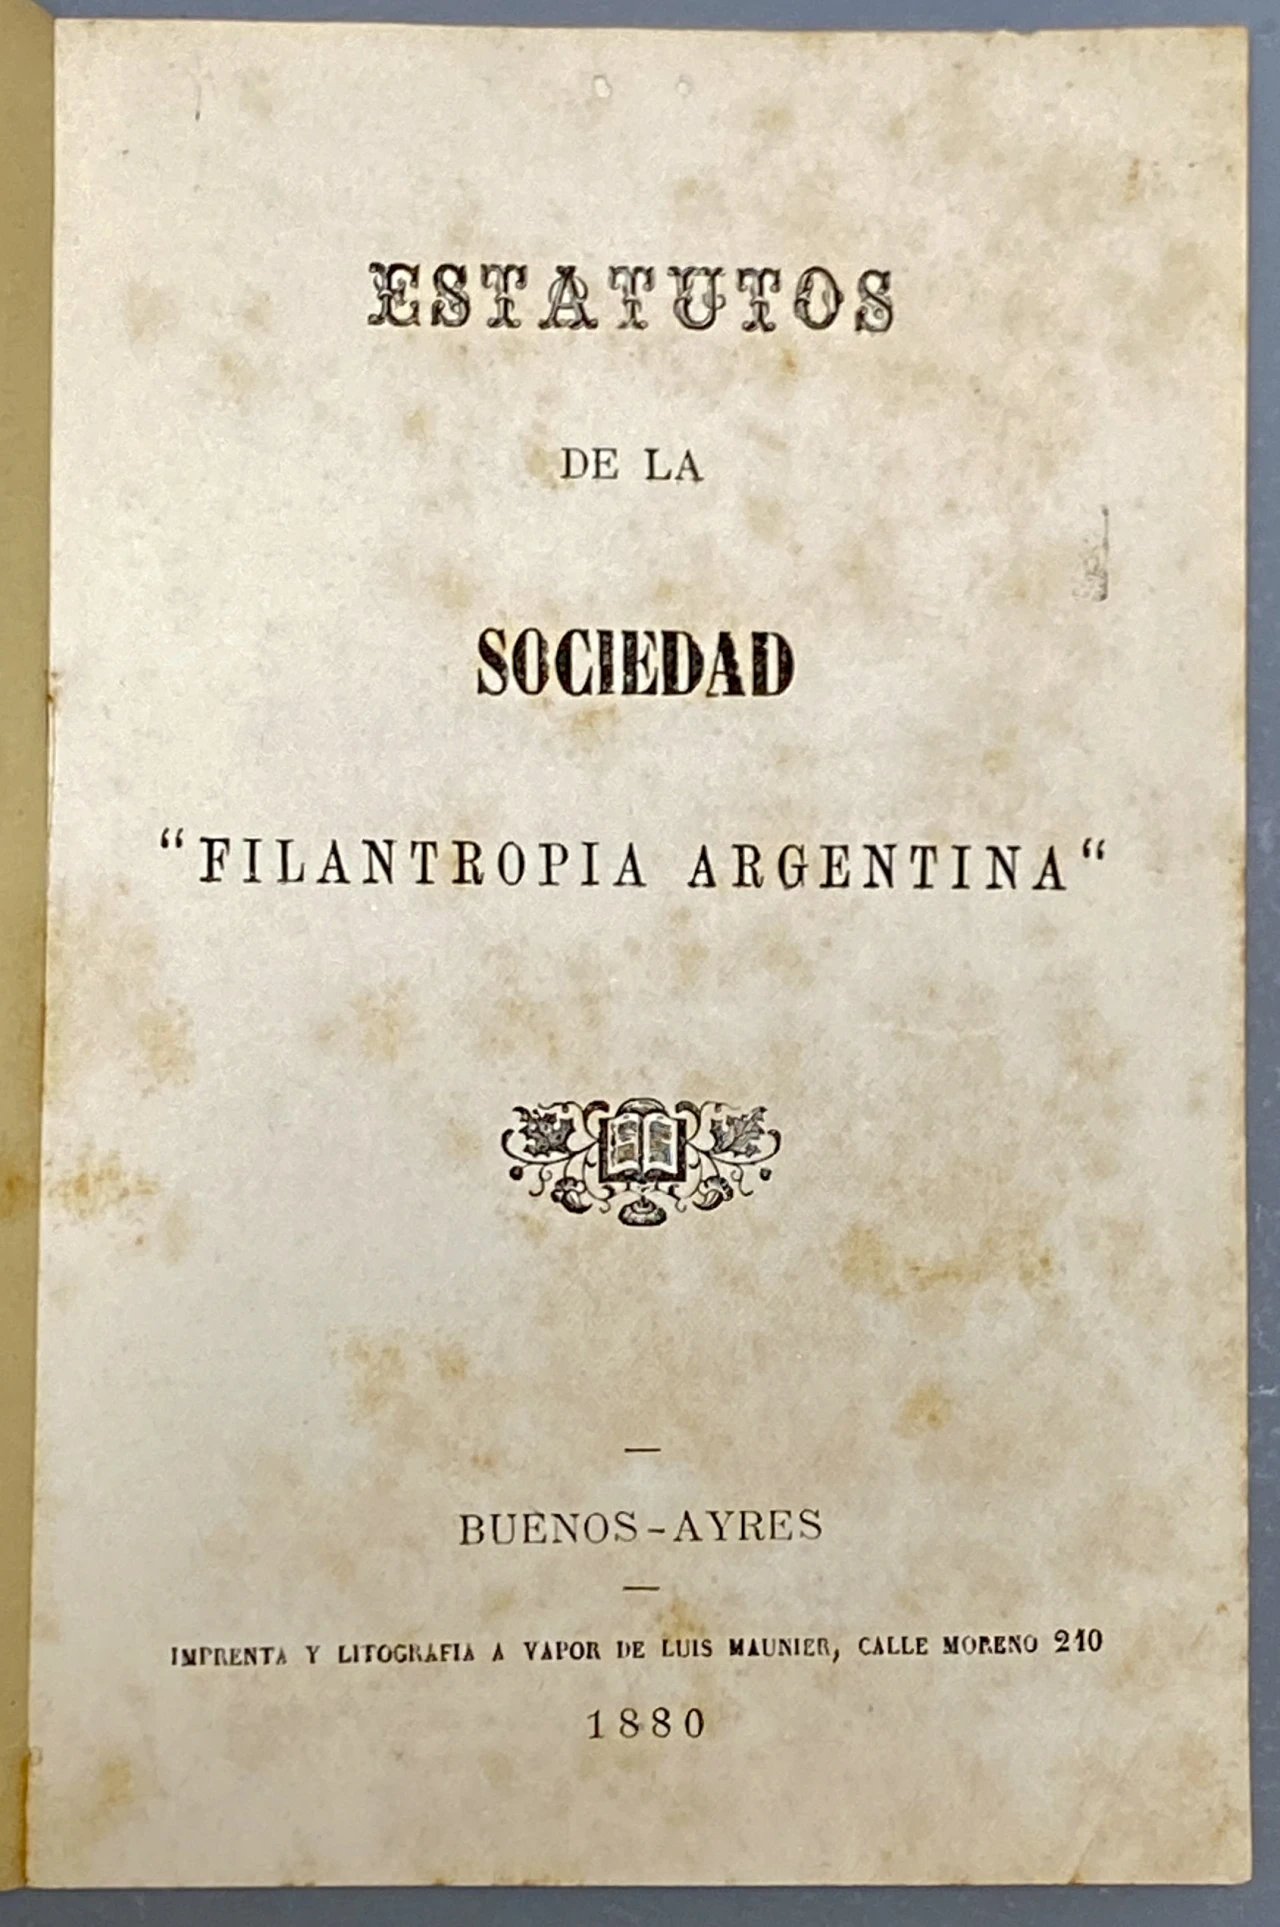 ESTATUTOS
DE LA
SOCIEDAD
“FILANTROPIA ARGENTINA“
BUENOS-AYRES
IMPRENTA Y LITOGRAFIA A VAPOR DE LUIS MAUNIER, CALLE MORENO 210
1880